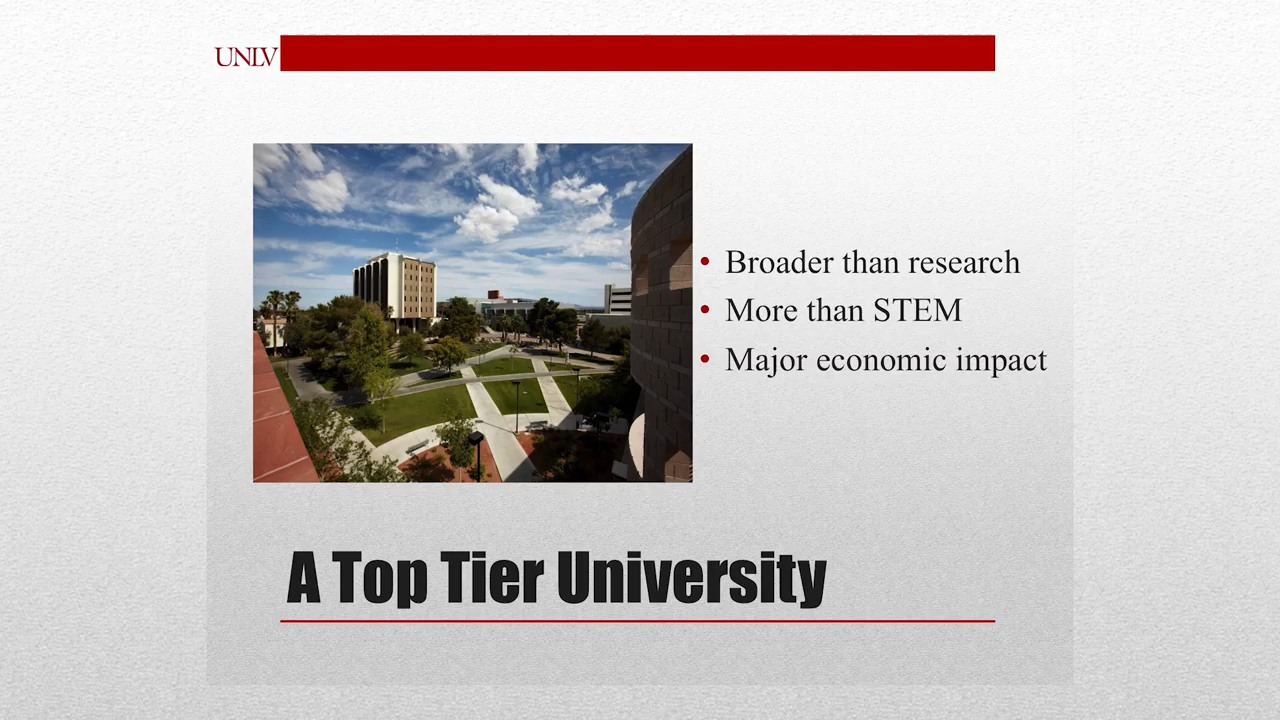 UNLV
• Broader than research
• More than STEM
• Major economic impact
A Top Tier University